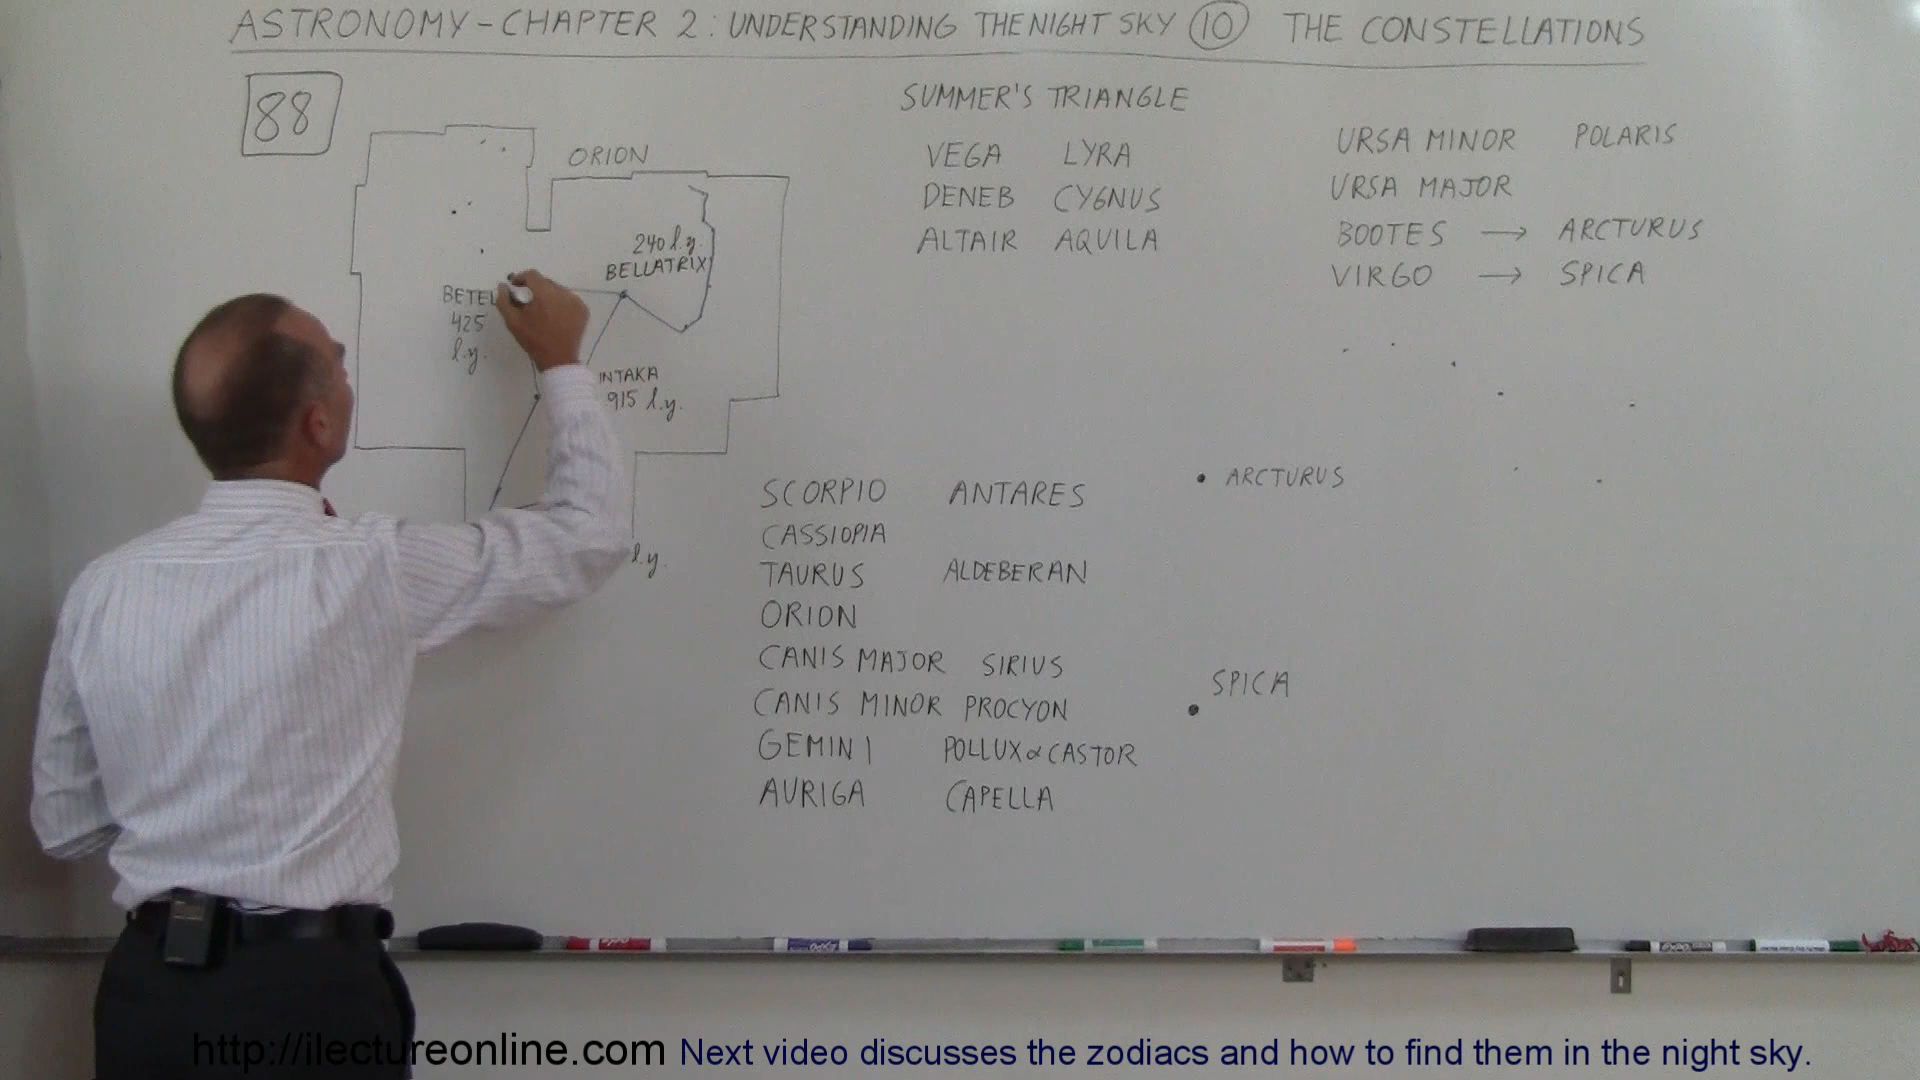 ASTRONOMY - CHAPTER 2: UNDERSTANDING THE NIGHT SKY 10 THE CONSTELLATIONS
88
ORION
240 l.y.
BELLATRIX
BETEL
425
l.y.
INTAKA
915 l.y.
l.y.
SUMMER'S TRIANGLE
VEGA LYRA
DENEB CYGNUS
ALTAIR AQUILA
URSA MINOR POLARIS
URSA MAJOR
BOOTES → ARCTURUS
VIRGO → SPICA
SCORPIO ANTARES
CASSIOPIA
TAURUS ALDEBERAN
ORION
CANIS MAJOR SIRIUS
CANIS MINOR PROCYON
GEMINI POLLUX & CASTOR
AURIGA CAPELLA
ARCTURUS
SPICA
http://ilectureonline.com Next video discusses the zodiacs and how to find them in the night sky.